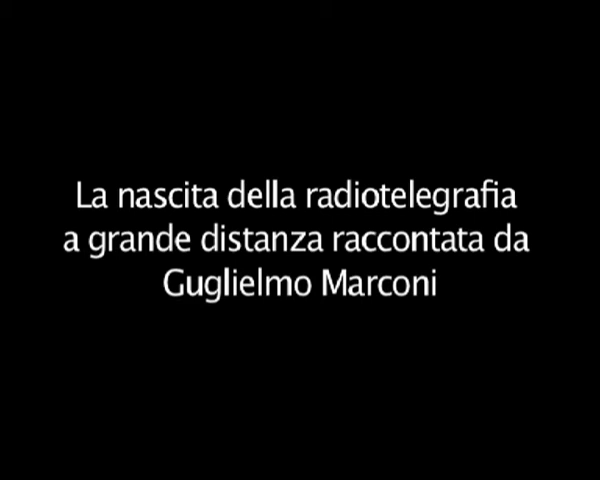 La nascita della radiotelegrafia
a grande distanza raccontata da
Guglielmo Marconi